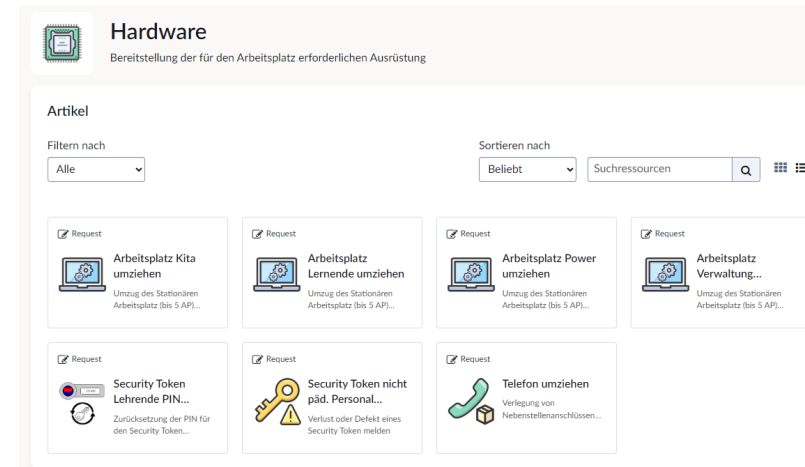 Hardware
Bereitstellung der für den Arbeitsplatz erforderlichen Ausrüstung
Artikel
Filtern nach
Alle
Sortieren nach
Beliebt
Suchressourcen
Request
Arbeitsplatz Kita
umziehen
Umzug des Stationären
Arbeitsplatz (bis 5 AP)...
Request
Arbeitsplatz
Lernende umziehen
Umzug des Stationären
Arbeitsplatz (bis 5 AP)...
Request
Arbeitsplatz Power
umziehen
Umzug des Stationären
Arbeitsplatz (bis 5 AP)...
Request
Arbeitsplatz
Verwaltung...
Umzug des Stationären
Arbeitsplatz (bis 5 AP)...
Request
Security Token
Lehrende PIN...
Zurücksetzung der PIN für
den Security Token...
Request
Security Token nicht
päd. Personal...
Verlust oder Defekt eines
Security Token melden
Request
Telefon umziehen
Verlegung von
Nebenstellenanschlüssen...